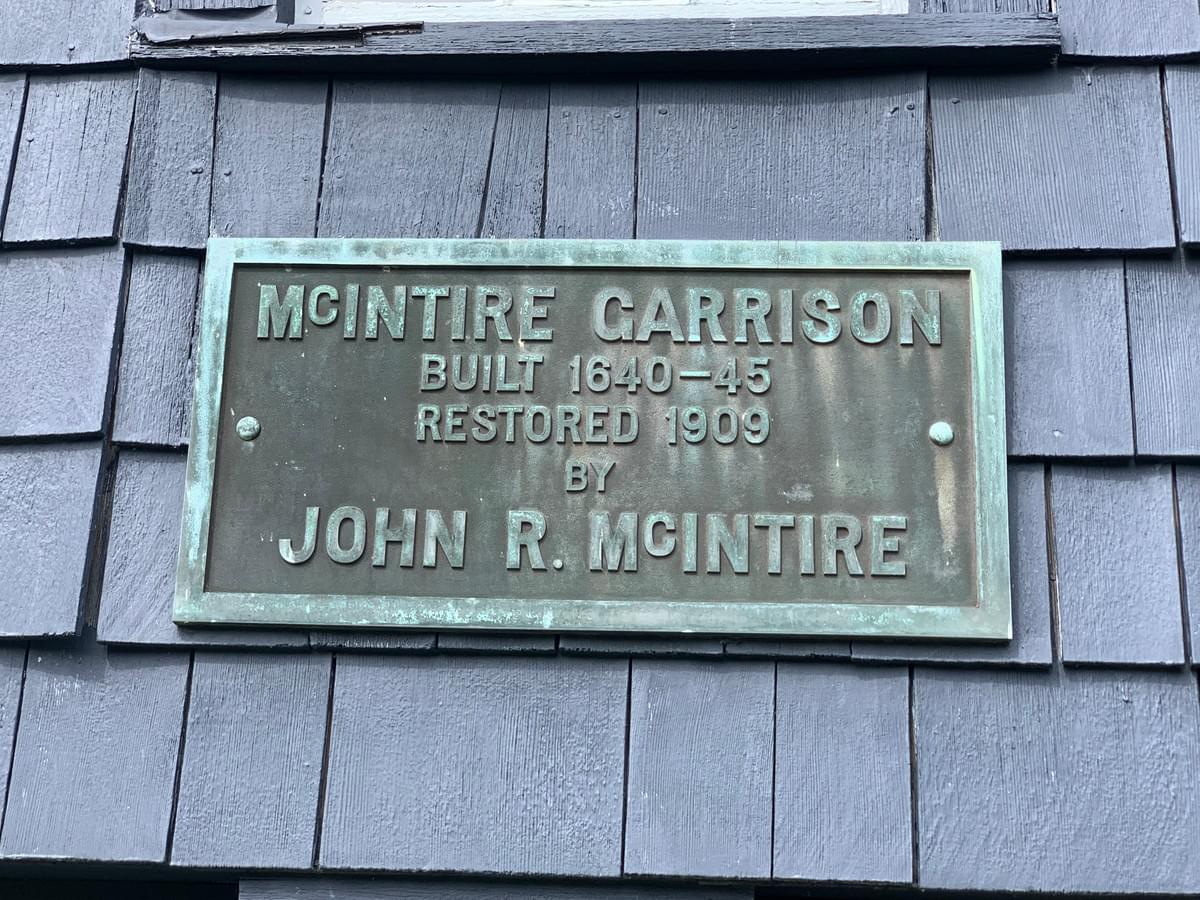 McINTIRE GARRISON
BUILT 1640-45
RESTORED 1909
BY
JOHN R. McINTIRE